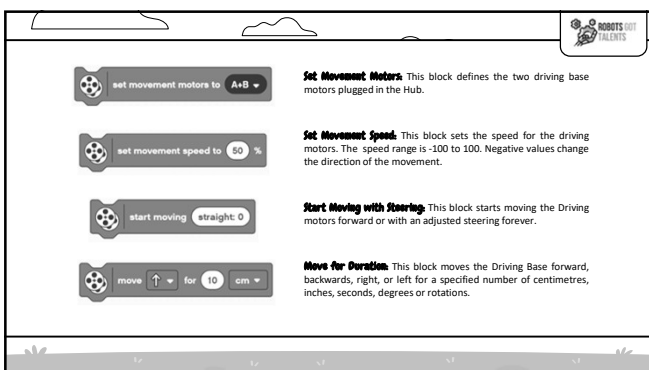 ROBOTS GOT
TALENTS
set movement motors to A+B
Set Movement Motors: This block defines the two driving base
motors plugged in the Hub.
set movement speed to 50 %
Set Movement Speed: This block sets the speed for the driving
motors. The speed range is -100 to 100. Negative values change
the direction of the movement.
start moving straight: 0
Start Moving with Steering: This block starts moving the Driving
motors forward or with an adjusted steering forever.
move ↑ for 10 cm
Move for Duration: This block moves the Driving Base forward,
backwards, right, or left for a specified number of centimetres,
inches, seconds, degrees or rotations.